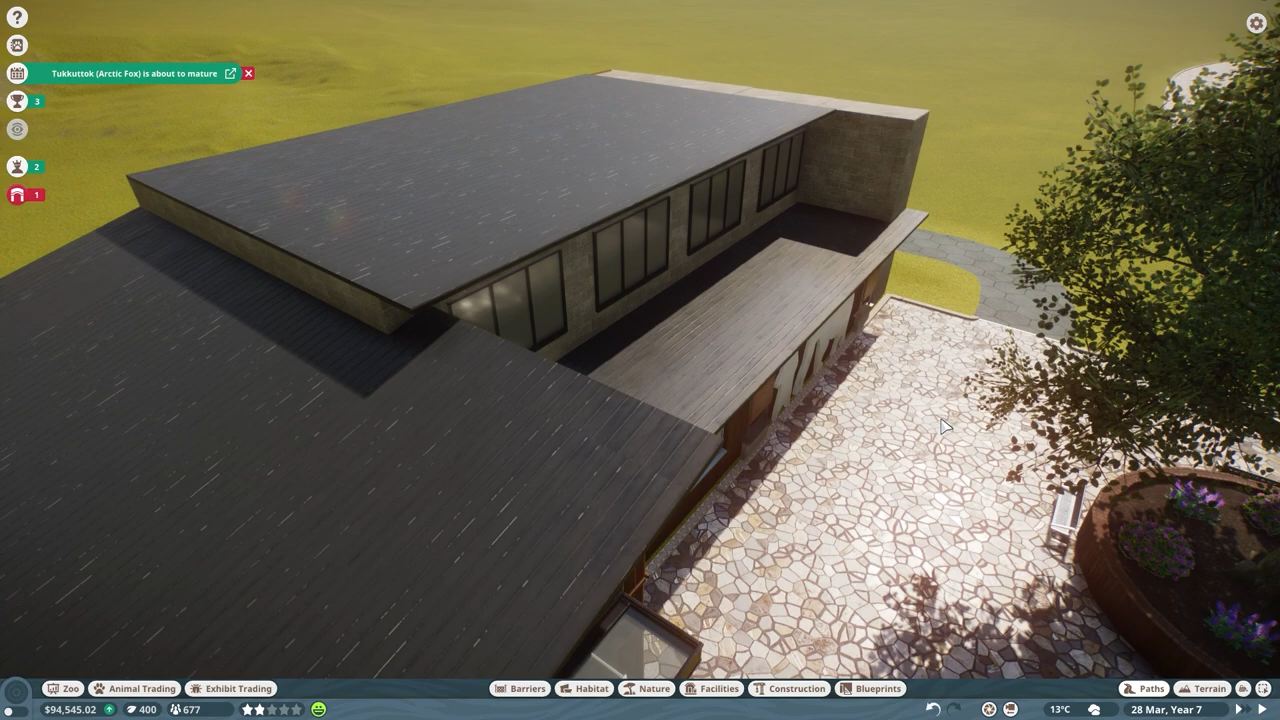 ?
Tukkuttok (Arctic Fox) is about to mature
3
2
1
Zoo
Animal Trading
Exhibit Trading
Barriers
Habitat
Nature
Facilities
Construction
Blueprints
Paths
Terrain
$94,545.02
400
677
13°C
28 Mar, Year 7